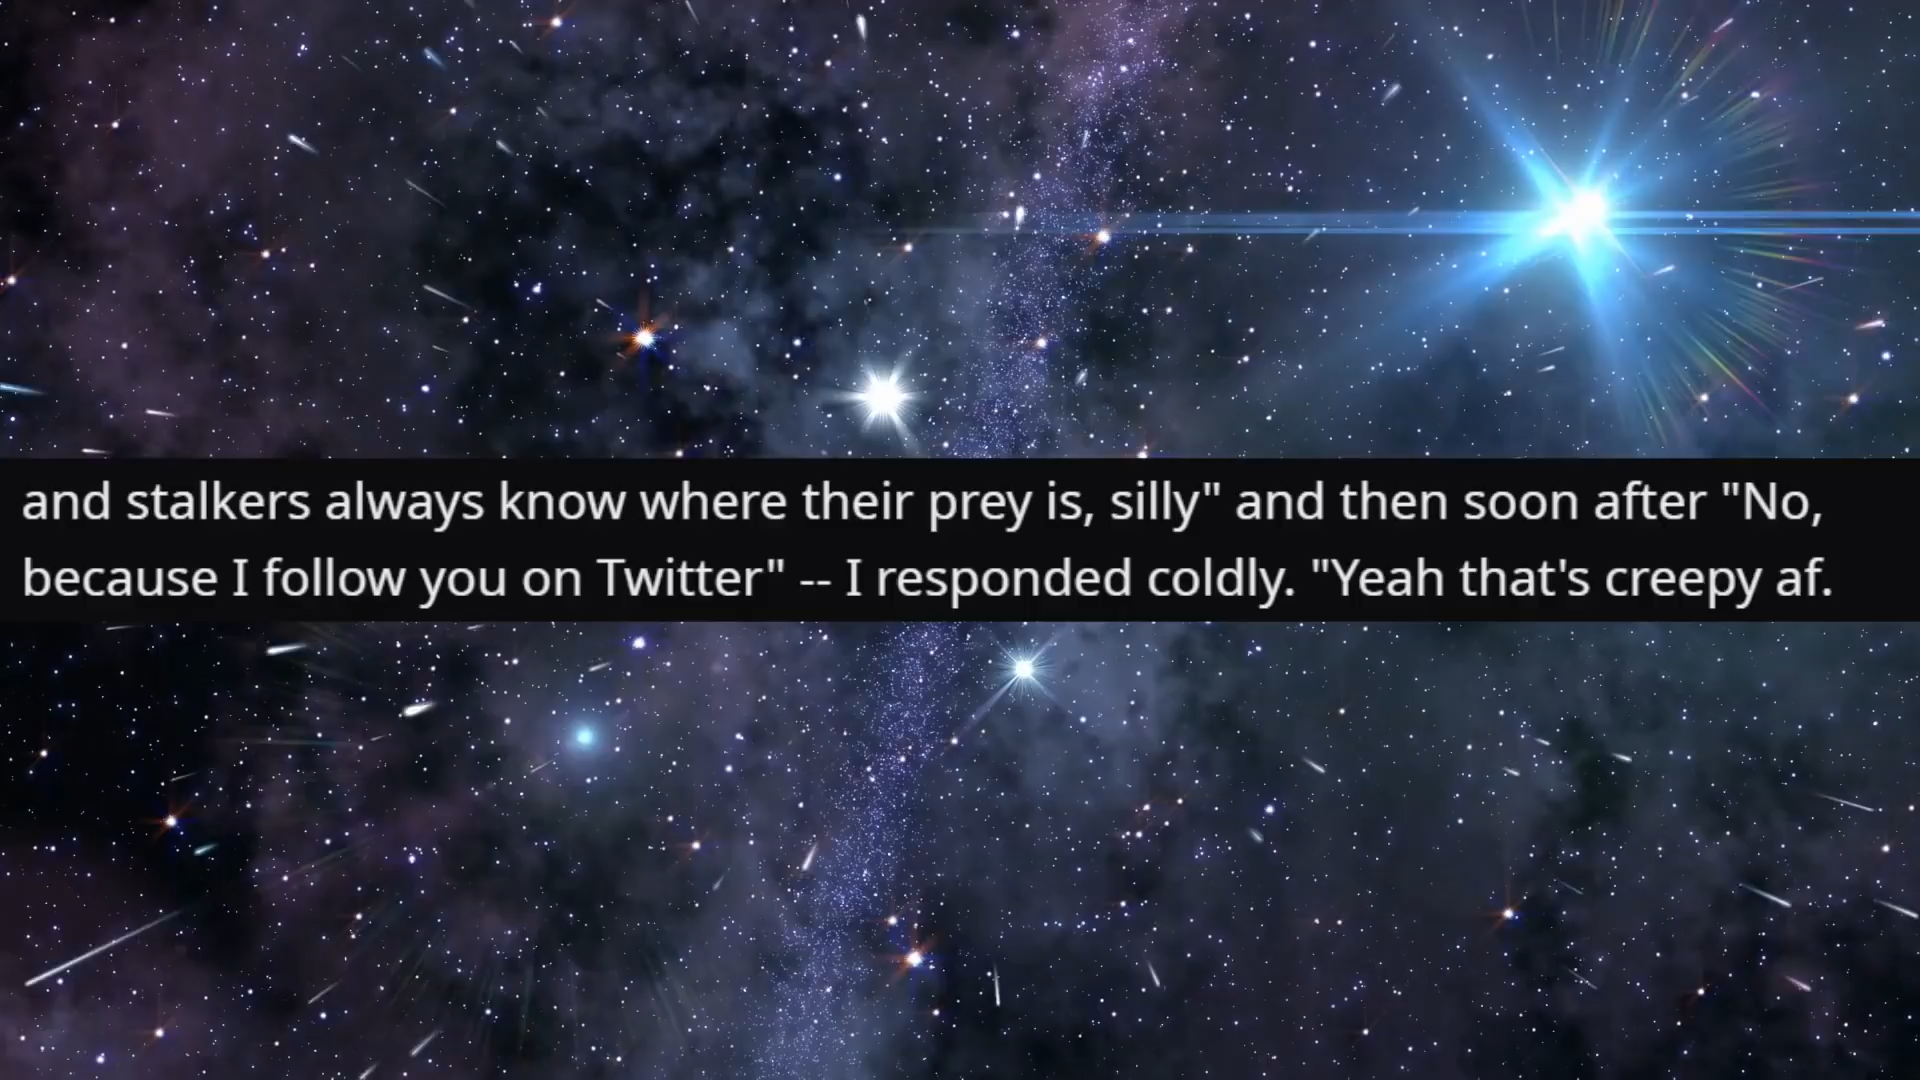 and stalkers always know where their prey is, silly" and then soon after "No,
because I follow you on Twitter" -- I responded coldly. "Yeah that's creepy af.